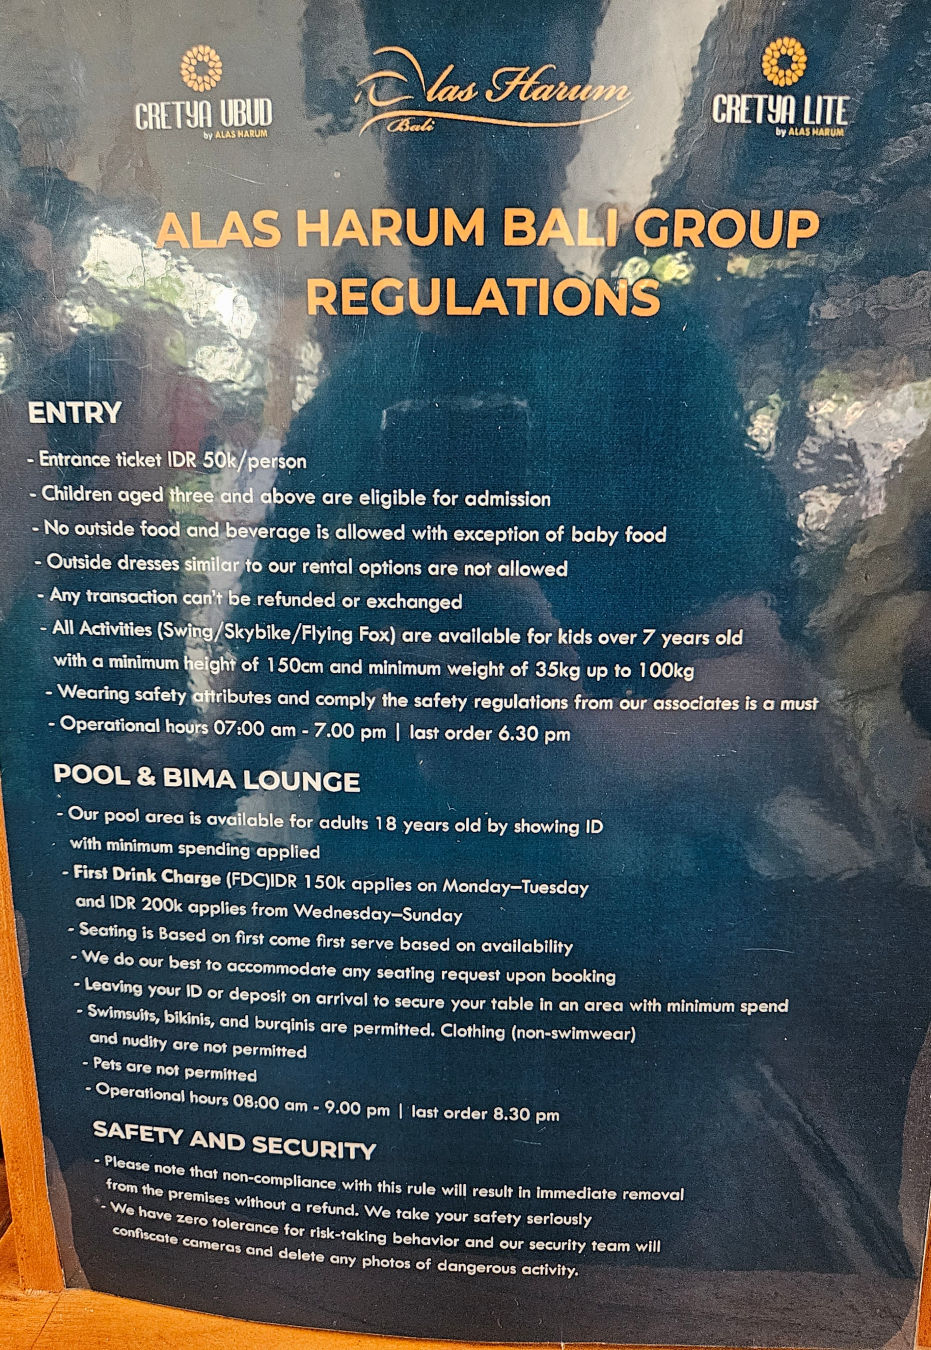 CRETYA UBUD
by ALAS HARUM
Alas Harum
Bali
CRETYA LITE
by ALAS HARUM
ALAS HARUM BALI GROUP
REGULATIONS
ENTRY
- Entrance ticket IDR 50k/person
- Children aged three and above are eligible for admission
- No outside food and beverage is allowed with exception of baby food
- Outside dresses similar to our rental options are not allowed
- Any transaction can't be refunded or exchanged
- All Activities (Swing/Skybike/Flying Fox) are available for kids over 7 years old
with a minimum height of 150cm and minimum weight of 35kg up to 100kg
- Wearing safety attributes and comply the safety regulations from our associates is a must
- Operational hours 07:00 am - 7.00 pm | last order 6.30 pm
POOL & BIMA LOUNGE
- Our pool area is available for adults 18 years old by showing ID
with minimum spending applied
- First Drink Charge (FDC)IDR 150k applies on Monday–Tuesday
and IDR 200k applies from Wednesday–Sunday
- Seating is Based on first come first serve based on availability
- We do our best to accommodate any seating request upon booking
- Leaving your ID or deposit on arrival to secure your table in an area with minimum spend
- Swimsuits, bikinis, and burqinis are permitted. Clothing (non-swimwear)
and nudity are not permitted
- Pets are not permitted
- Operational hours 08:00 am - 9.00 pm | last order 8.30 pm
SAFETY AND SECURITY
- Please note that non-compliance with this rule will result in immediate removal
from the premises without a refund. We take your safety seriously
- We have zero tolerance for risk-taking behavior and our security team will
confiscate cameras and delete any photos of dangerous activity.